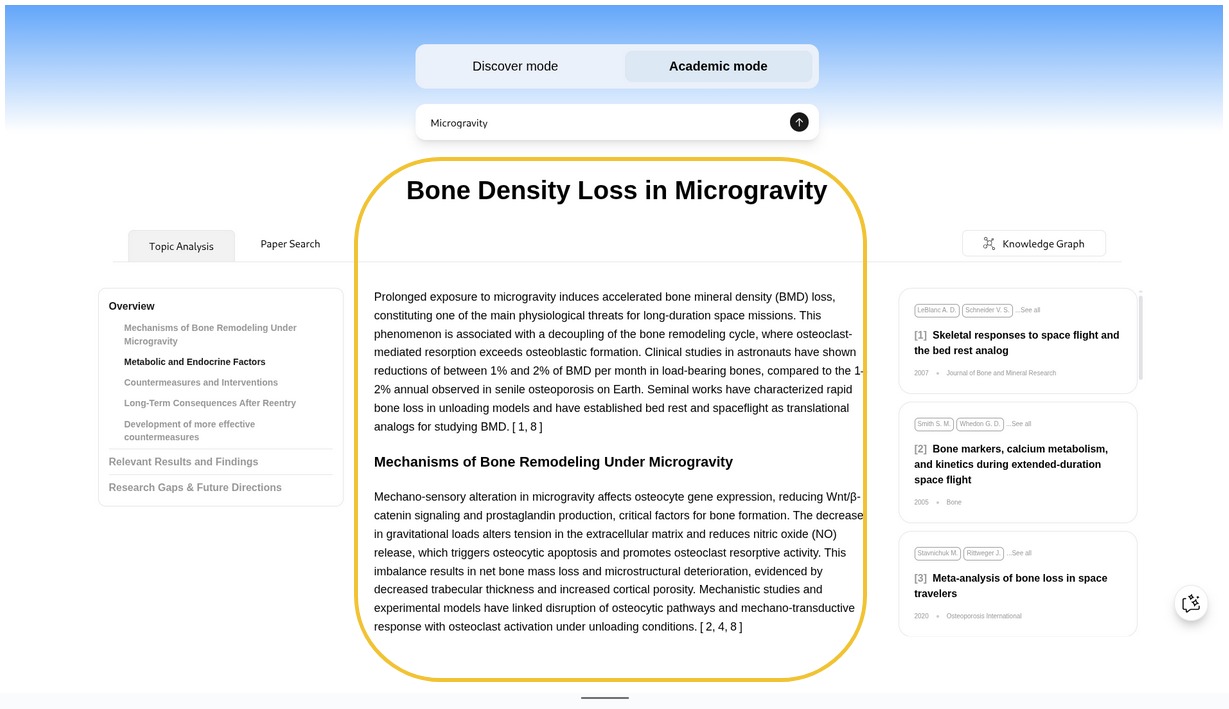 Discover mode
Academic mode
Microgravity
Bone Density Loss in Microgravity
Topic Analysis
Paper Search
Knowledge Graph
Overview
Mechanisms of Bone Remodeling Under
Microgravity
Metabolic and Endocrine Factors
Countermeasures and Interventions
Long-Term Consequences After Reentry
Development of more effective
countermeasures
Relevant Results and Findings
Research Gaps & Future Directions
Prolonged exposure to microgravity induces accelerated bone mineral density (BMD) loss,
constituting one of the main physiological threats for long-duration space missions. This
phenomenon is associated with a decoupling of the bone remodeling cycle, where osteoclast-
mediated resorption exceeds osteoblastic formation. Clinical studies in astronauts have shown
reductions of between 1% and 2% of BMD per month in load-bearing bones, compared to the 1-
2% annual observed in senile osteoporosis on Earth. Seminal works have characterized rapid
bone loss in unloading models and have established bed rest and spaceflight as translational
analogs for studying BMD. [ 1, 8 ]
Mechanisms of Bone Remodeling Under Microgravity
Mechano-sensory alteration in microgravity affects osteocyte gene expression, reducing Wnt/β-
catenin signaling and prostaglandin production, critical factors for bone formation. The decrease
in gravitational loads alters tension in the extracellular matrix and reduces nitric oxide (NO)
release, which triggers osteocytic apoptosis and promotes osteoclast resorptive activity. This
imbalance results in net bone mass loss and microstructural deterioration, evidenced by
decreased trabecular thickness and increased cortical porosity. Mechanistic studies and
experimental models have linked disruption of osteocytic pathways and mechano-transductive
response with osteoclast activation under unloading conditions. [ 2, 4, 8 ]
LeBlanc A. D. Schneider V. S. ...See all
[1] Skeletal responses to space flight and
the bed rest analog
2007 • Journal of Bone and Mineral Research
Smith S. M. Whedon G. D. ...See all
[2] Bone markers, calcium metabolism,
and kinetics during extended-duration
space flight
2005 • Bone
Stavnichuk M. Rittweger J. ...See all
[3] Meta-analysis of bone loss in space
travelers
2020 • Osteoporosis International